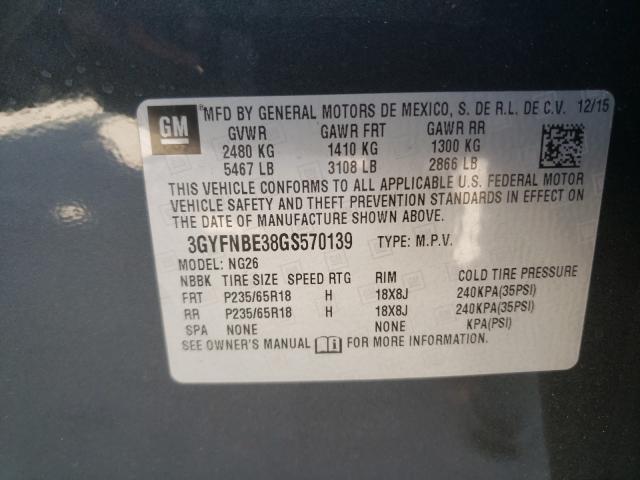 GM
® MFD BY GENERAL MOTORS DE MEXICO, S. DE R.L. DE C.V. 12/15
GVWR GAWR FRT GAWR RR
2480 KG 1410 KG 1300 KG
5467 LB 3108 LB 2866 LB
THIS VEHICLE CONFORMS TO ALL APPLICABLE U.S. FEDERAL MOTOR
VEHICLE SAFETY AND THEFT PREVENTION STANDARDS IN EFFECT ON
THE DATE OF MANUFACTURE SHOWN ABOVE.
3GYFNBE38GS570139 TYPE: M.P.V.
MODEL: NG26
NBBK TIRE SIZE SPEED RTG RIM COLD TIRE PRESSURE
FRT P235/65R18 H 18X8J 240KPA(35PSI)
RR P235/65R18 H 18X8J 240KPA(35PSI)
SPA NONE NONE KPA(PSI)
SEE OWNER'S MANUAL FOR MORE INFORMATION.